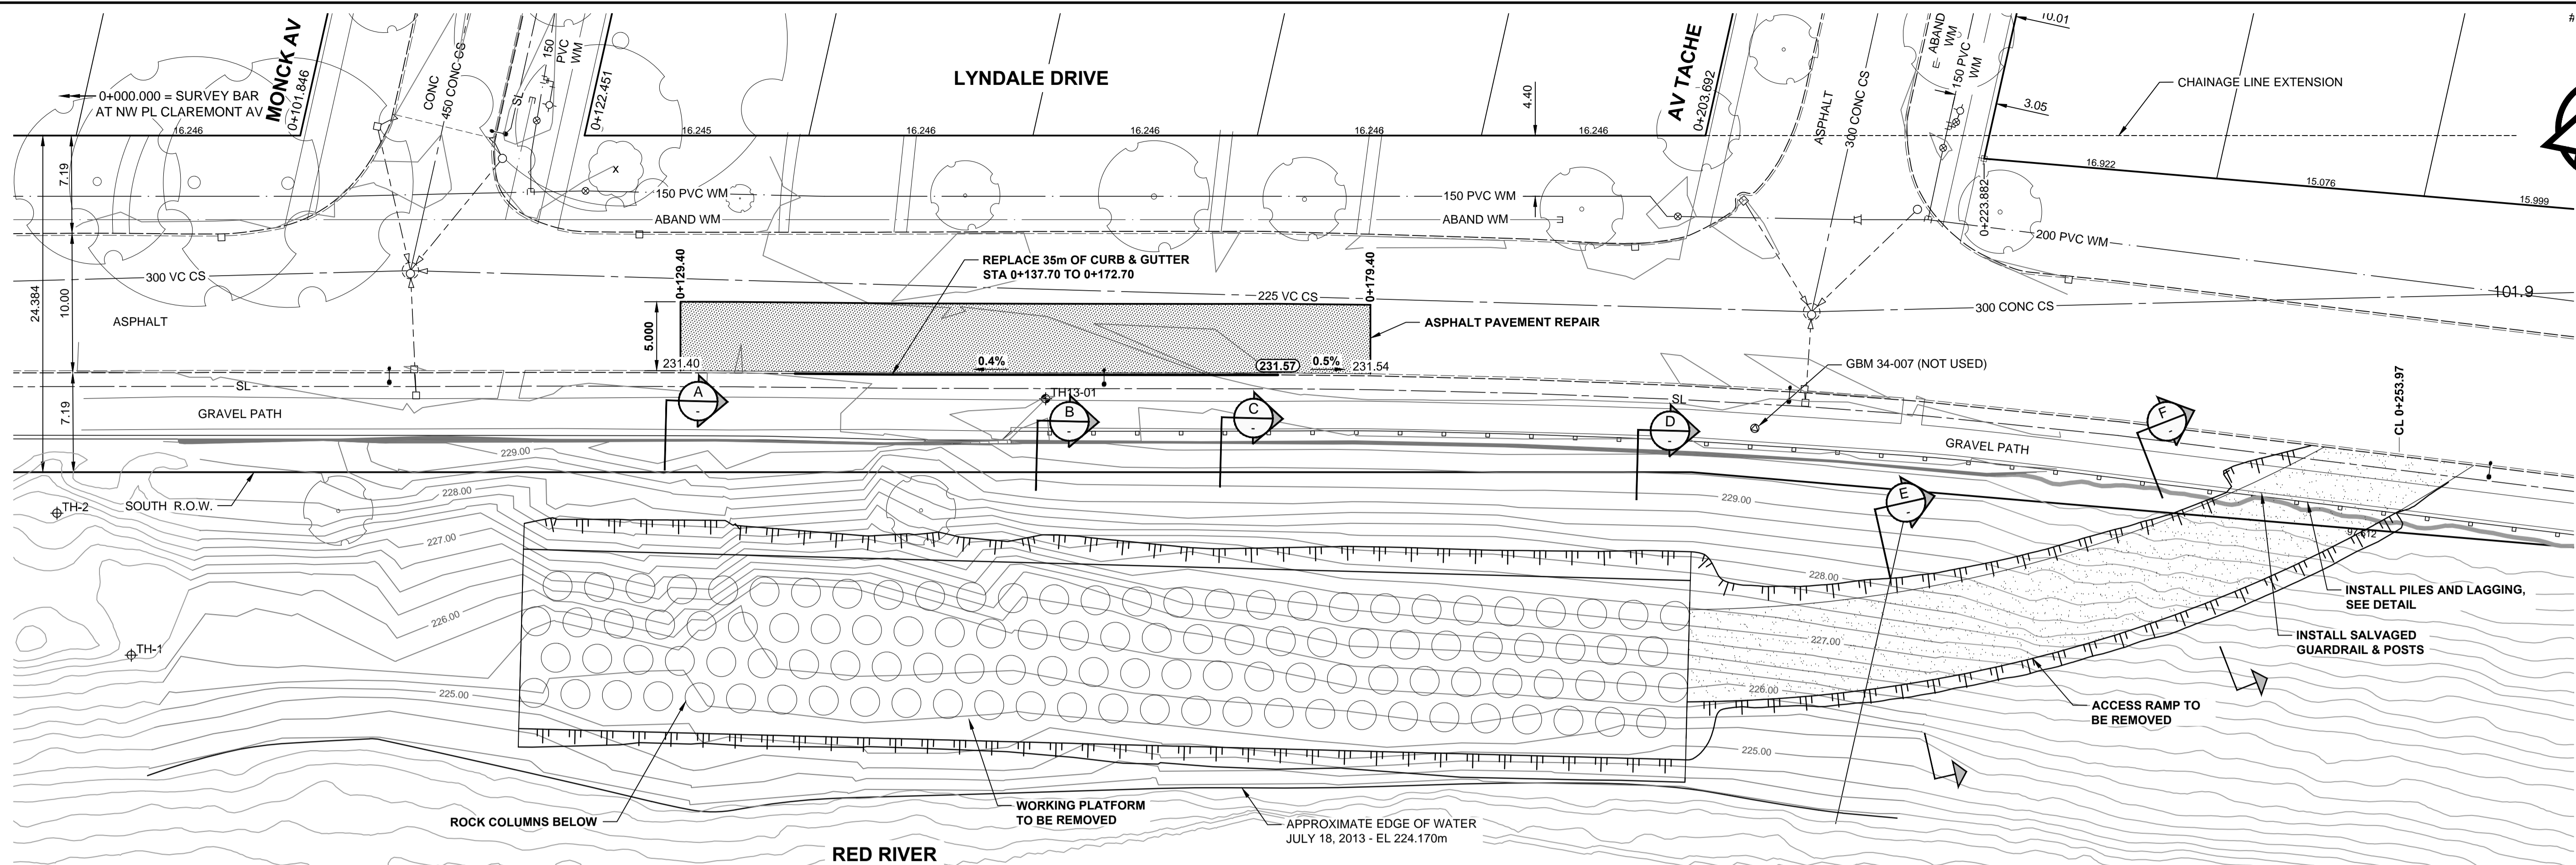 MONCK AV
0+101.846
0+000.000 = SURVEY BAR
AT NW PL CLAREMONT AV
16.246
CONC
450 CONC CS
SL
150
PVC
WM
0+122.451
16.245
LYNDALE DRIVE
16.246
16.246
16.246
4.40
16.246
AV TACHE
0+203.692
ASPHALT
300 CONC CS
ABAND
WM
150 PVC
WM
10.01
3.05
CHAINAGE LINE EXTENSION
16.922
15.076
15.999
0+223.882
7.19
24.384
10.00
7.19
X
150 PVC WM
150 PVC WM
ABAND WM
ABAND WM
200 PVC WM
300 VC CS
ASPHALT
0+129.40
REPLACE 35m OF CURB & GUTTER
STA 0+137.70 TO 0+172.70
225 VC CS
0+179.40
300 CONC CS
101.9
5.000
ASPHALT PAVEMENT REPAIR
231.40
0.4%
231.57
0.5%
231.54
GBM 34-007 (NOT USED)
SL
SL
GRAVEL PATH
TH13-01
A
-
B
-
C
-
D
-
E
-
F
-
GRAVEL PATH
CL 0+253.97
229.00
228.00
229.00
SOUTH R.O.W.
TH-2
227.00
228.00
97.612
INSTALL PILES AND LAGGING,
SEE DETAIL
226.00
227.00
INSTALL SALVAGED
GUARDRAIL & POSTS
TH-1
225.00
226.00
ACCESS RAMP TO
BE REMOVED
225.00
ROCK COLUMNS BELOW
WORKING PLATFORM
TO BE REMOVED
APPROXIMATE EDGE OF WATER
JULY 18, 2013 - EL 224.170m
RED RIVER